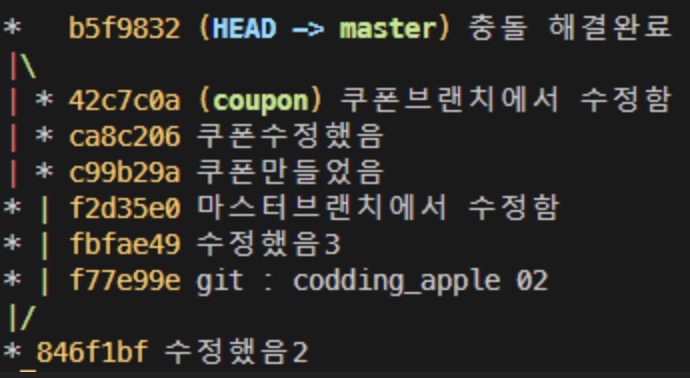 *   b5f9832 (HEAD -> master) 충돌 해결완료
|\
| * 42c7c0a (coupon) 쿠폰브랜치에서 수정함
| * ca8c206 쿠폰수정했음
| * c99b29a 쿠폰만들었음
* | f2d35e0 마스터브랜치에서 수정함
* | fbfae49 수정했음3
* | f77e99e git : codding_apple 02
|/
* 846f1bf 수정했음2